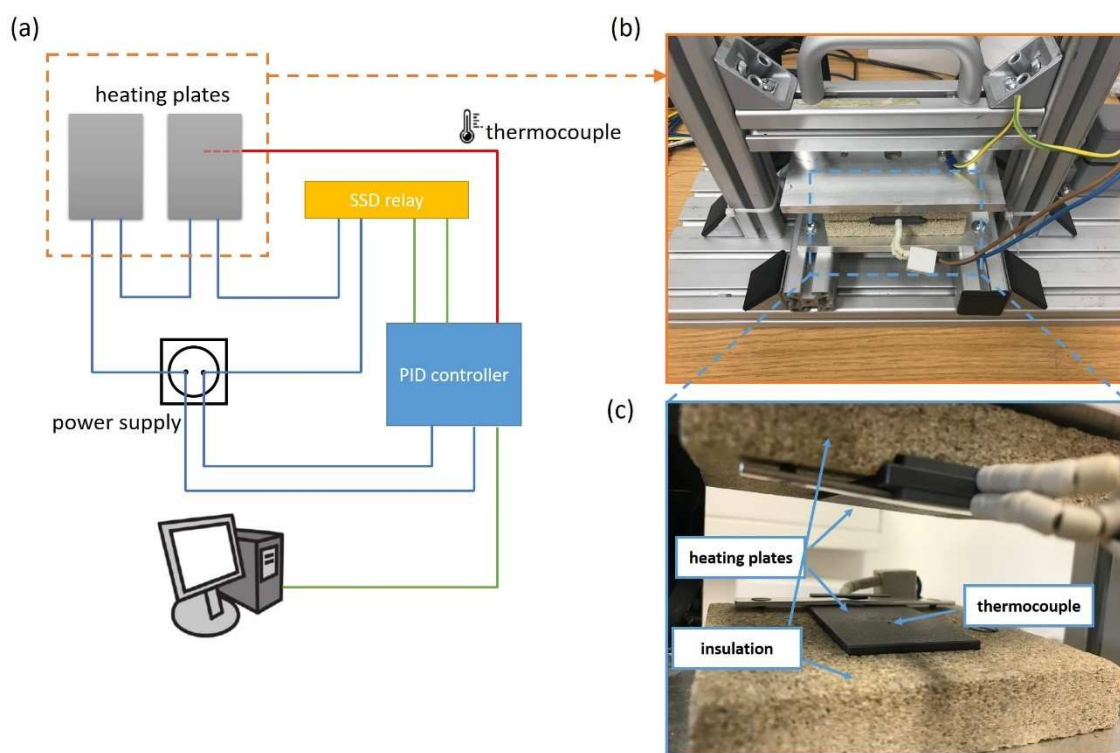 (a)
heating plates
thermocouple
SSD relay
PID controller
power supply
(b)
(c)
heating plates
thermocouple
insulation